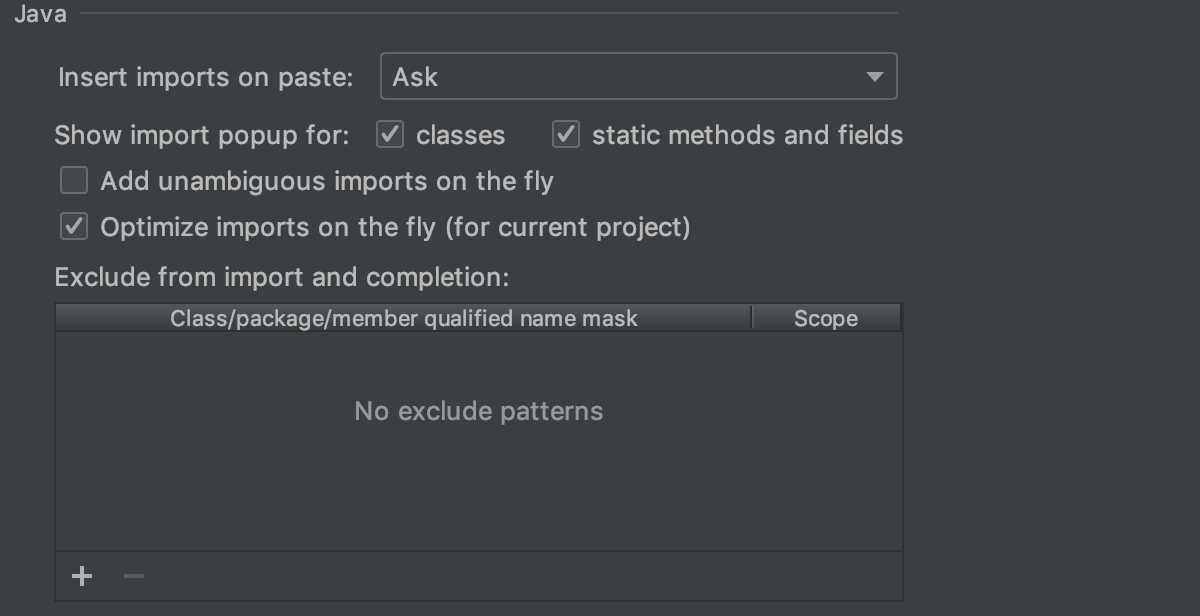 Java
Insert imports on paste: Ask
Show import popup for: classes static methods and fields
Add unambiguous imports on the fly
Optimize imports on the fly (for current project)
Exclude from import and completion:
Class/package/member qualified name mask Scope
No exclude patterns